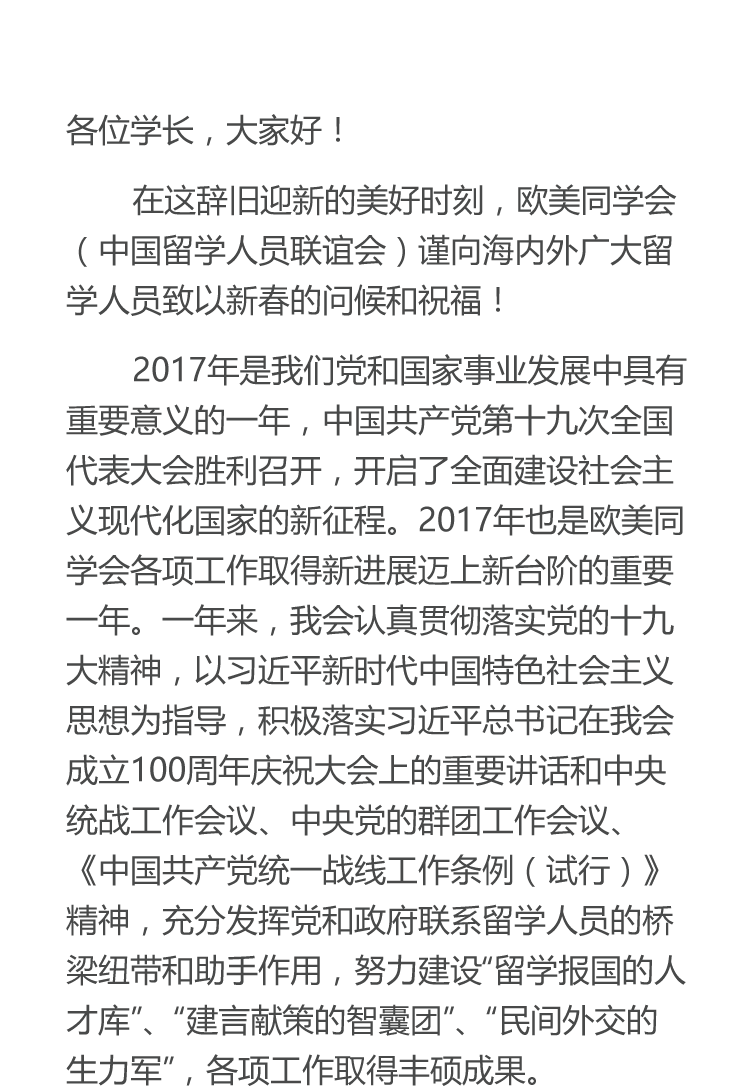 各位学长，大家好！
在这辞旧迎新的美好时刻，欧美同学会
（中国留学人员联谊会）谨向海内外广大留
学人员致以新春的问候和祝福！
2017年是我们党和国家事业发展中具有
重要意义的一年，中国共产党第十九次全国
代表大会胜利召开，开启了全面建设社会主
义现代化国家的新征程。2017年也是欧美同
学会各项工作取得新进展迈上新台阶的重要
一年。一年来，我会认真贯彻落实党的十九
大精神，以习近平新时代中国特色社会主义
思想为指导，积极落实习近平总书记在我会
成立100周年庆祝大会上的重要讲话和中央
统战工作会议、中央党的群团工作会议、
《中国共产党统一战线工作条例（试行）》
精神，充分发挥党和政府联系留学人员的桥
梁纽带和助手作用，努力建设“留学报国的人
才库”、“建言献策的智囊团”、“民间外交的
生力军”，各项工作取得丰硕成果。